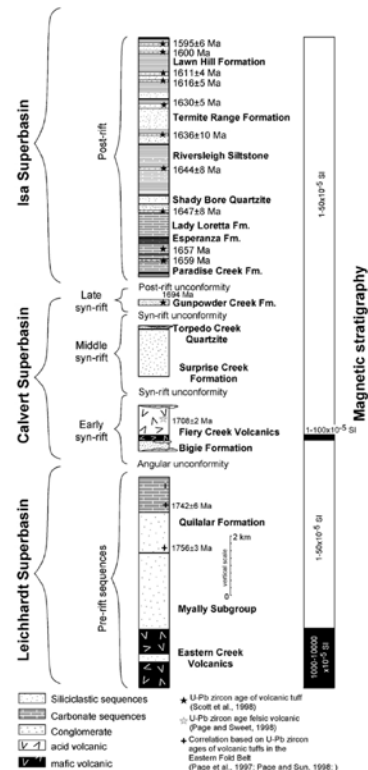 Isa Superbasin
Post-rift
1595±6 Ma
1600 Ma
Lawn Hill Formation
1611±4 Ma
1616±5 Ma
1630±5 Ma
Termite Range Formation
1636±10 Ma
Riversleigh Siltstone
1644±8 Ma
Shady Bore Quartzite
1647±8 Ma
Lady Loretta Fm.
Esperanza Fm.
1657 Ma
1659 Ma
Paradise Creek Fm.
Post-rift unconformity
Calvert Superbasin
Late
syn-rift
1694 Ma
Gunpowder Creek Fm.
Syn-rift unconformity
Middle
syn-rift
Torpedo Creek
Quartzite
Surprise Creek
Formation
Syn-rift unconformity
Early
syn-rift
1708±2 Ma
Fiery Creek Volcanics
Bigie Formation
Angular unconformity
Leichhardt Superbasin
Pre-rift sequences
1742±6 Ma
Quilalar Formation
1756±3 Ma
Myally Subgroup
Eastern Creek
Volcanics
2 km
vertical scale
0
Magnetic stratigraphy
1-50x10-5 SI
1-100x10-5 SI
1-50x10-5 SI
1000-10000
x10-5 SI
Siliciclastic sequences
Carbonate sequences
Conglomerate
acid volcanic
mafic volcanic
U-Pb zircon age of volcanic tuff
(Scott et al., 1998)
U-Pb zircon age felsic volcanic
(Page and Sweet, 1998)
Correlation based on U-Pb zircon
ages of volcanic tuffs in the
Eastern Fold Belt
(Page et al., 1997; Page and Sun, 1998; )